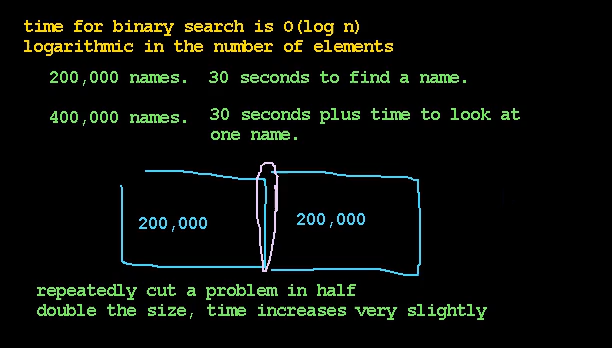 time for binary search is O(log n)
logarithmic in the number of elements
200,000 names. 30 seconds to find a name.
400,000 names. 30 seconds plus time to look at
one name.
200,000 200,000
repeatedly cut a problem in half
double the size, time increases very slightly